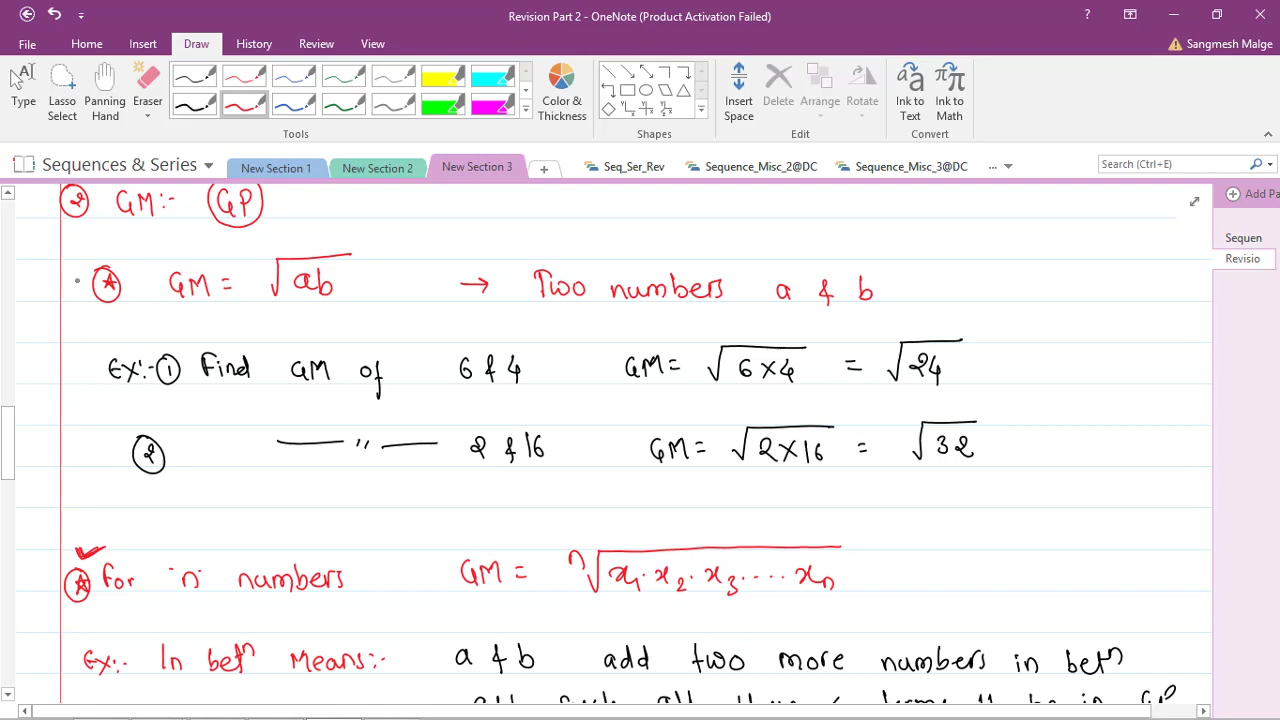 Revision Part 2 - OneNote (Product Activation Failed)
?
File Home Insert Draw History Review View
Sangmesh Malge
Type
Lasso Select
Panning Hand
Eraser
Color & Thickness
Insert Space
Delete
Arrange
Rotate
Ink to Text
Ink to Math
Tools
Shapes
Edit
Convert
Sequences & Series
New Section 1
New Section 2
New Section 3
Seq_Ser_Rev
Sequence_Misc_2@DC
Sequence_Misc_3@DC
...
Search (Ctrl+E)
Add Pa
Sequen
Revisio
② GM:- GP
GM = √ab → Two numbers a & b
Ex:- ① Find GM of 6 & 4 GM = √6×4 = √24
② —— " —— 2 & 16 GM = √2×16 = √32
For 'n' numbers GM = ⁿ√x₁·x₂·x₃.... xₙ
Ex:- In betⁿ Means:- a & b add two more numbers in betⁿ